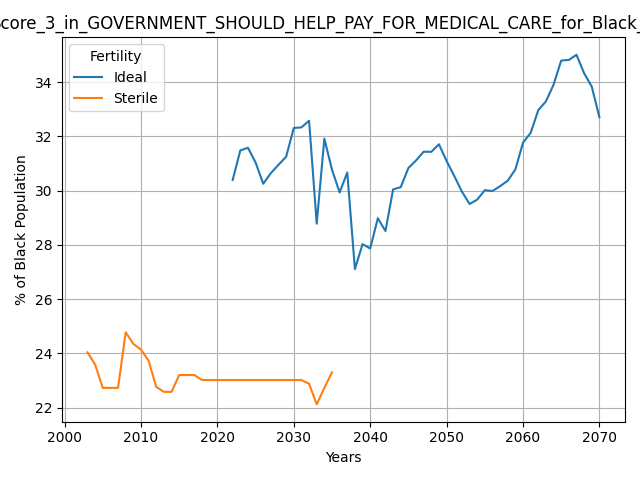 core_3_in_GOVERNMENT_SHOULD_HELP_PAY_FOR_MEDICAL_CARE_for_Black_
Fertility
Ideal
Sterile
% of Black Population
34
32
30
28
26
24
22
2000 2010 2020 2030 2040 2050 2060 2070
Years